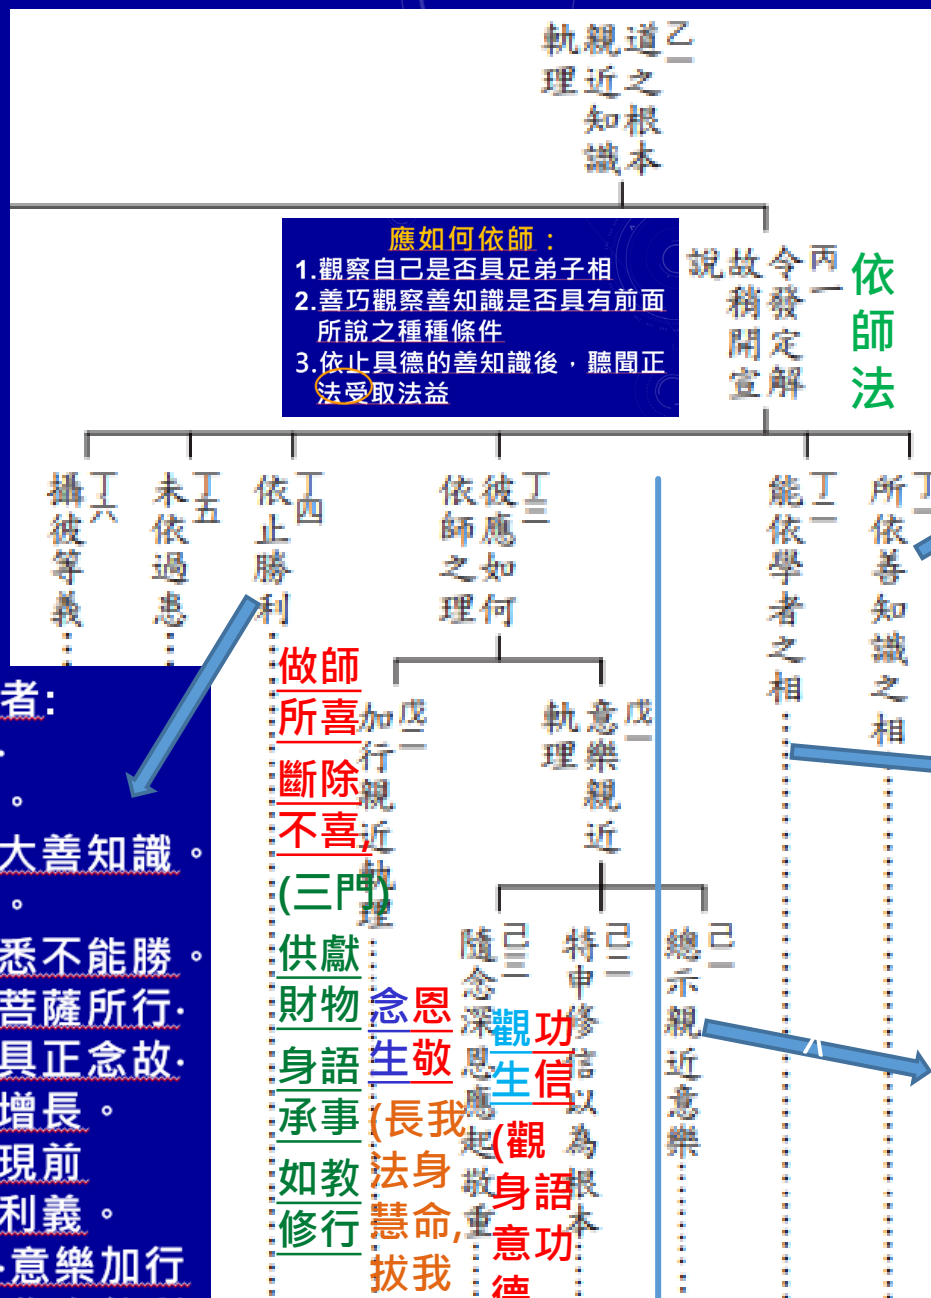 乙一
道之根本
親近知識
軌理
應如何依師：
1.觀察自己是否具足弟子相
2.善巧觀察善知識是否具有前面
所說之種種條件
3.依止具德的善知識後，聽聞正
法受取法益
丙一
令發定解
故稍開宣
說
依師法
所依善知識之相
丁二
能依學者之相
丁三
彼應如何
依師之理
丁四
依止勝利
丁五
未依過患
丁六
攝彼等義
戊一
意樂親近
軌理
戊二
加行親近軌理
己一
總示親近意樂
己二
特申修信以為根本
己三
隨念深恩應起敬重
做師
所喜
斷除
不喜,
(三門)
供獻
財物
身語
承事
如教
修行
念恩
生敬
(長我
法身
慧命,
拔我
觀功
生信
(觀
身語
意功
德
者:
大善知識。
悉不能勝。
菩薩所行.
具正念故.
增長。
現前
利義。
意樂加行